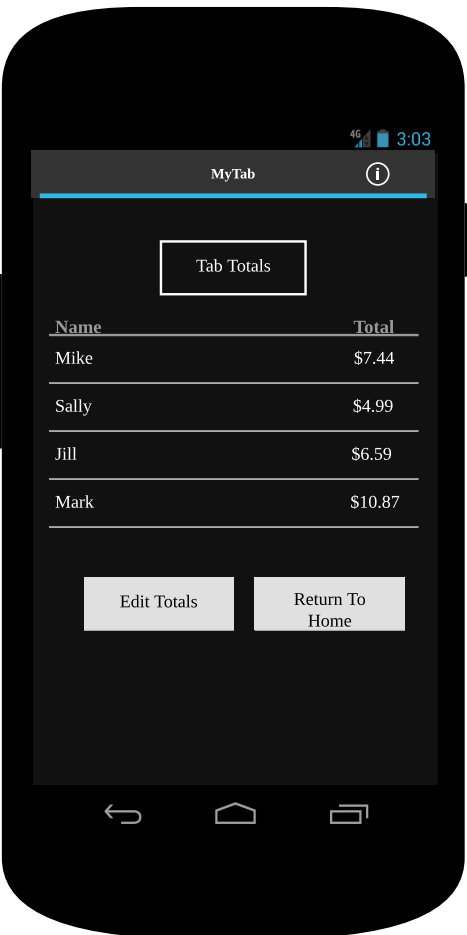 4G 3:03
MyTab
Tab Totals
Name Total
Mike $7.44
Sally $4.99
Jill $6.59
Mark $10.87
Edit Totals
Return To
Home